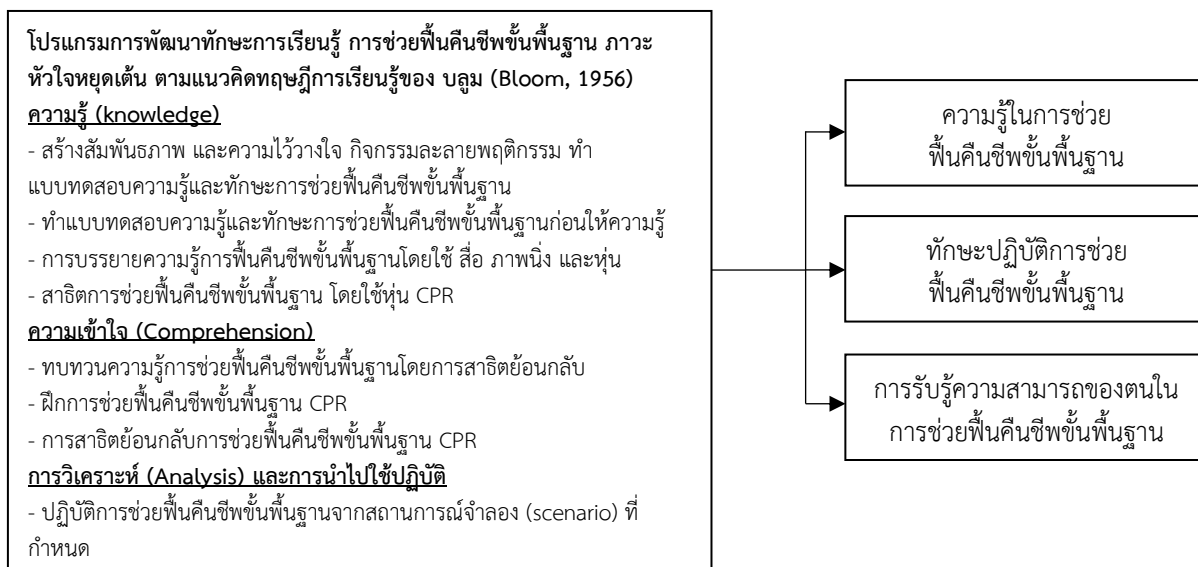 โปรแกรมการพัฒนาทักษะการเรียนรู้ การช่วยฟื้นคืนชีพขั้นพื้นฐาน ภาวะ
หัวใจหยุดเต้น ตามแนวคิดทฤษฎีการเรียนรู้ของ บลูม (Bloom, 1956)
ความรู้ (knowledge)
- สร้างสัมพันธภาพ และความไว้วางใจ กิจกรรมละลายพฤติกรรม ทำ
แบบทดสอบความรู้และทักษะการช่วยฟื้นคืนชีพขั้นพื้นฐาน
- ทำแบบทดสอบความรู้และทักษะการช่วยฟื้นคืนชีพขั้นพื้นฐานก่อนให้ความรู้
- การบรรยายความรู้การฟื้นคืนชีพขั้นพื้นฐานโดยใช้ สื่อ ภาพนิ่ง และหุ่น
- สาธิตการช่วยฟื้นคืนชีพขั้นพื้นฐาน โดยใช้หุ่น CPR
ความเข้าใจ (Comprehension)
- ทบทวนความรู้การช่วยฟื้นคืนชีพขั้นพื้นฐานโดยการสาธิตย้อนกลับ
- ฝึกการช่วยฟื้นคืนชีพขั้นพื้นฐาน CPR
- การสาธิตย้อนกลับการช่วยฟื้นคืนชีพขั้นพื้นฐาน CPR
การวิเคราะห์ (Analysis) และการนำไปใช้ปฏิบัติ
- ปฏิบัติการช่วยฟื้นคืนชีพขั้นพื้นฐานจากสถานการณ์จำลอง (scenario) ที่
กำหนด
ความรู้ในการช่วย
ฟื้นคืนชีพขั้นพื้นฐาน
ทักษะปฏิบัติการช่วย
ฟื้นคืนชีพขั้นพื้นฐาน
การรับรู้ความสามารถของตนใน
การช่วยฟื้นคืนชีพขั้นพื้นฐาน